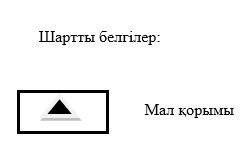 Шартты белгілер:
Мал қорымы